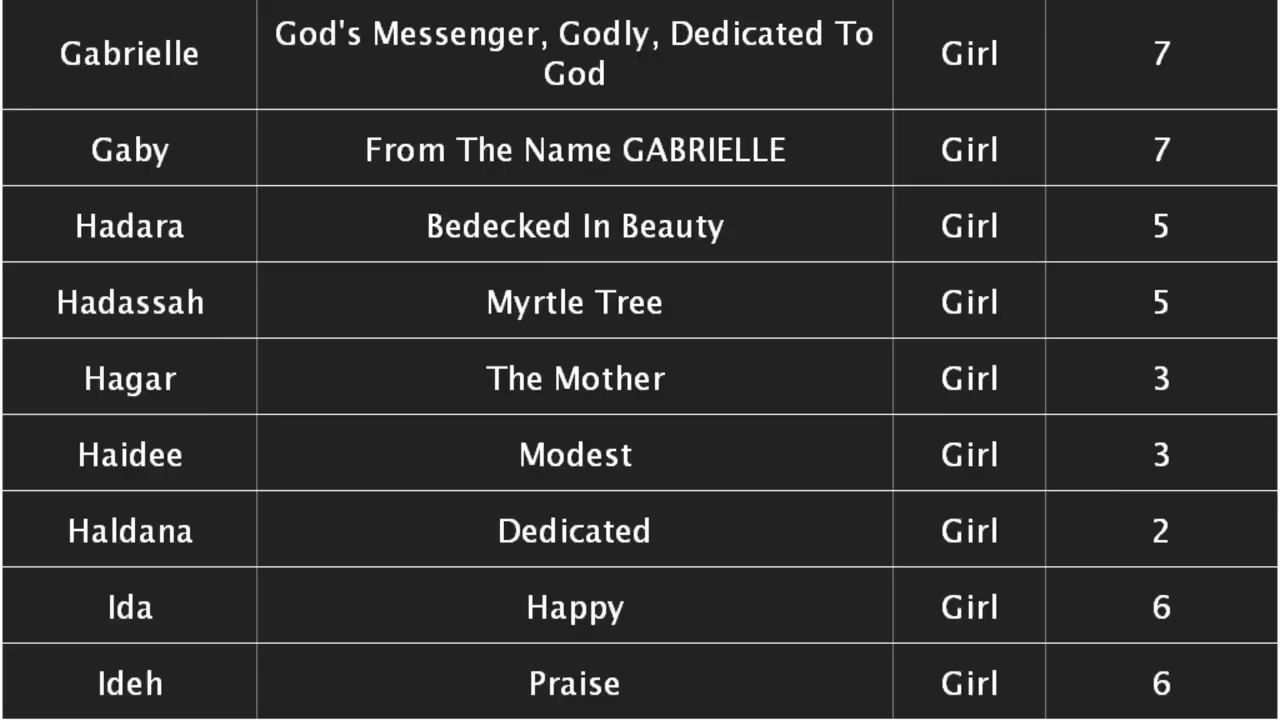 Gabrielle God's Messenger, Godly, Dedicated To God Girl 7
Gaby From The Name GABRIELLE Girl 7
Hadara Bedecked In Beauty Girl 5
Hadassah Myrtle Tree Girl 5
Hagar The Mother Girl 3
Haidee Modest Girl 3
Haldana Dedicated Girl 2
Ida Happy Girl 6
Ideh Praise Girl 6